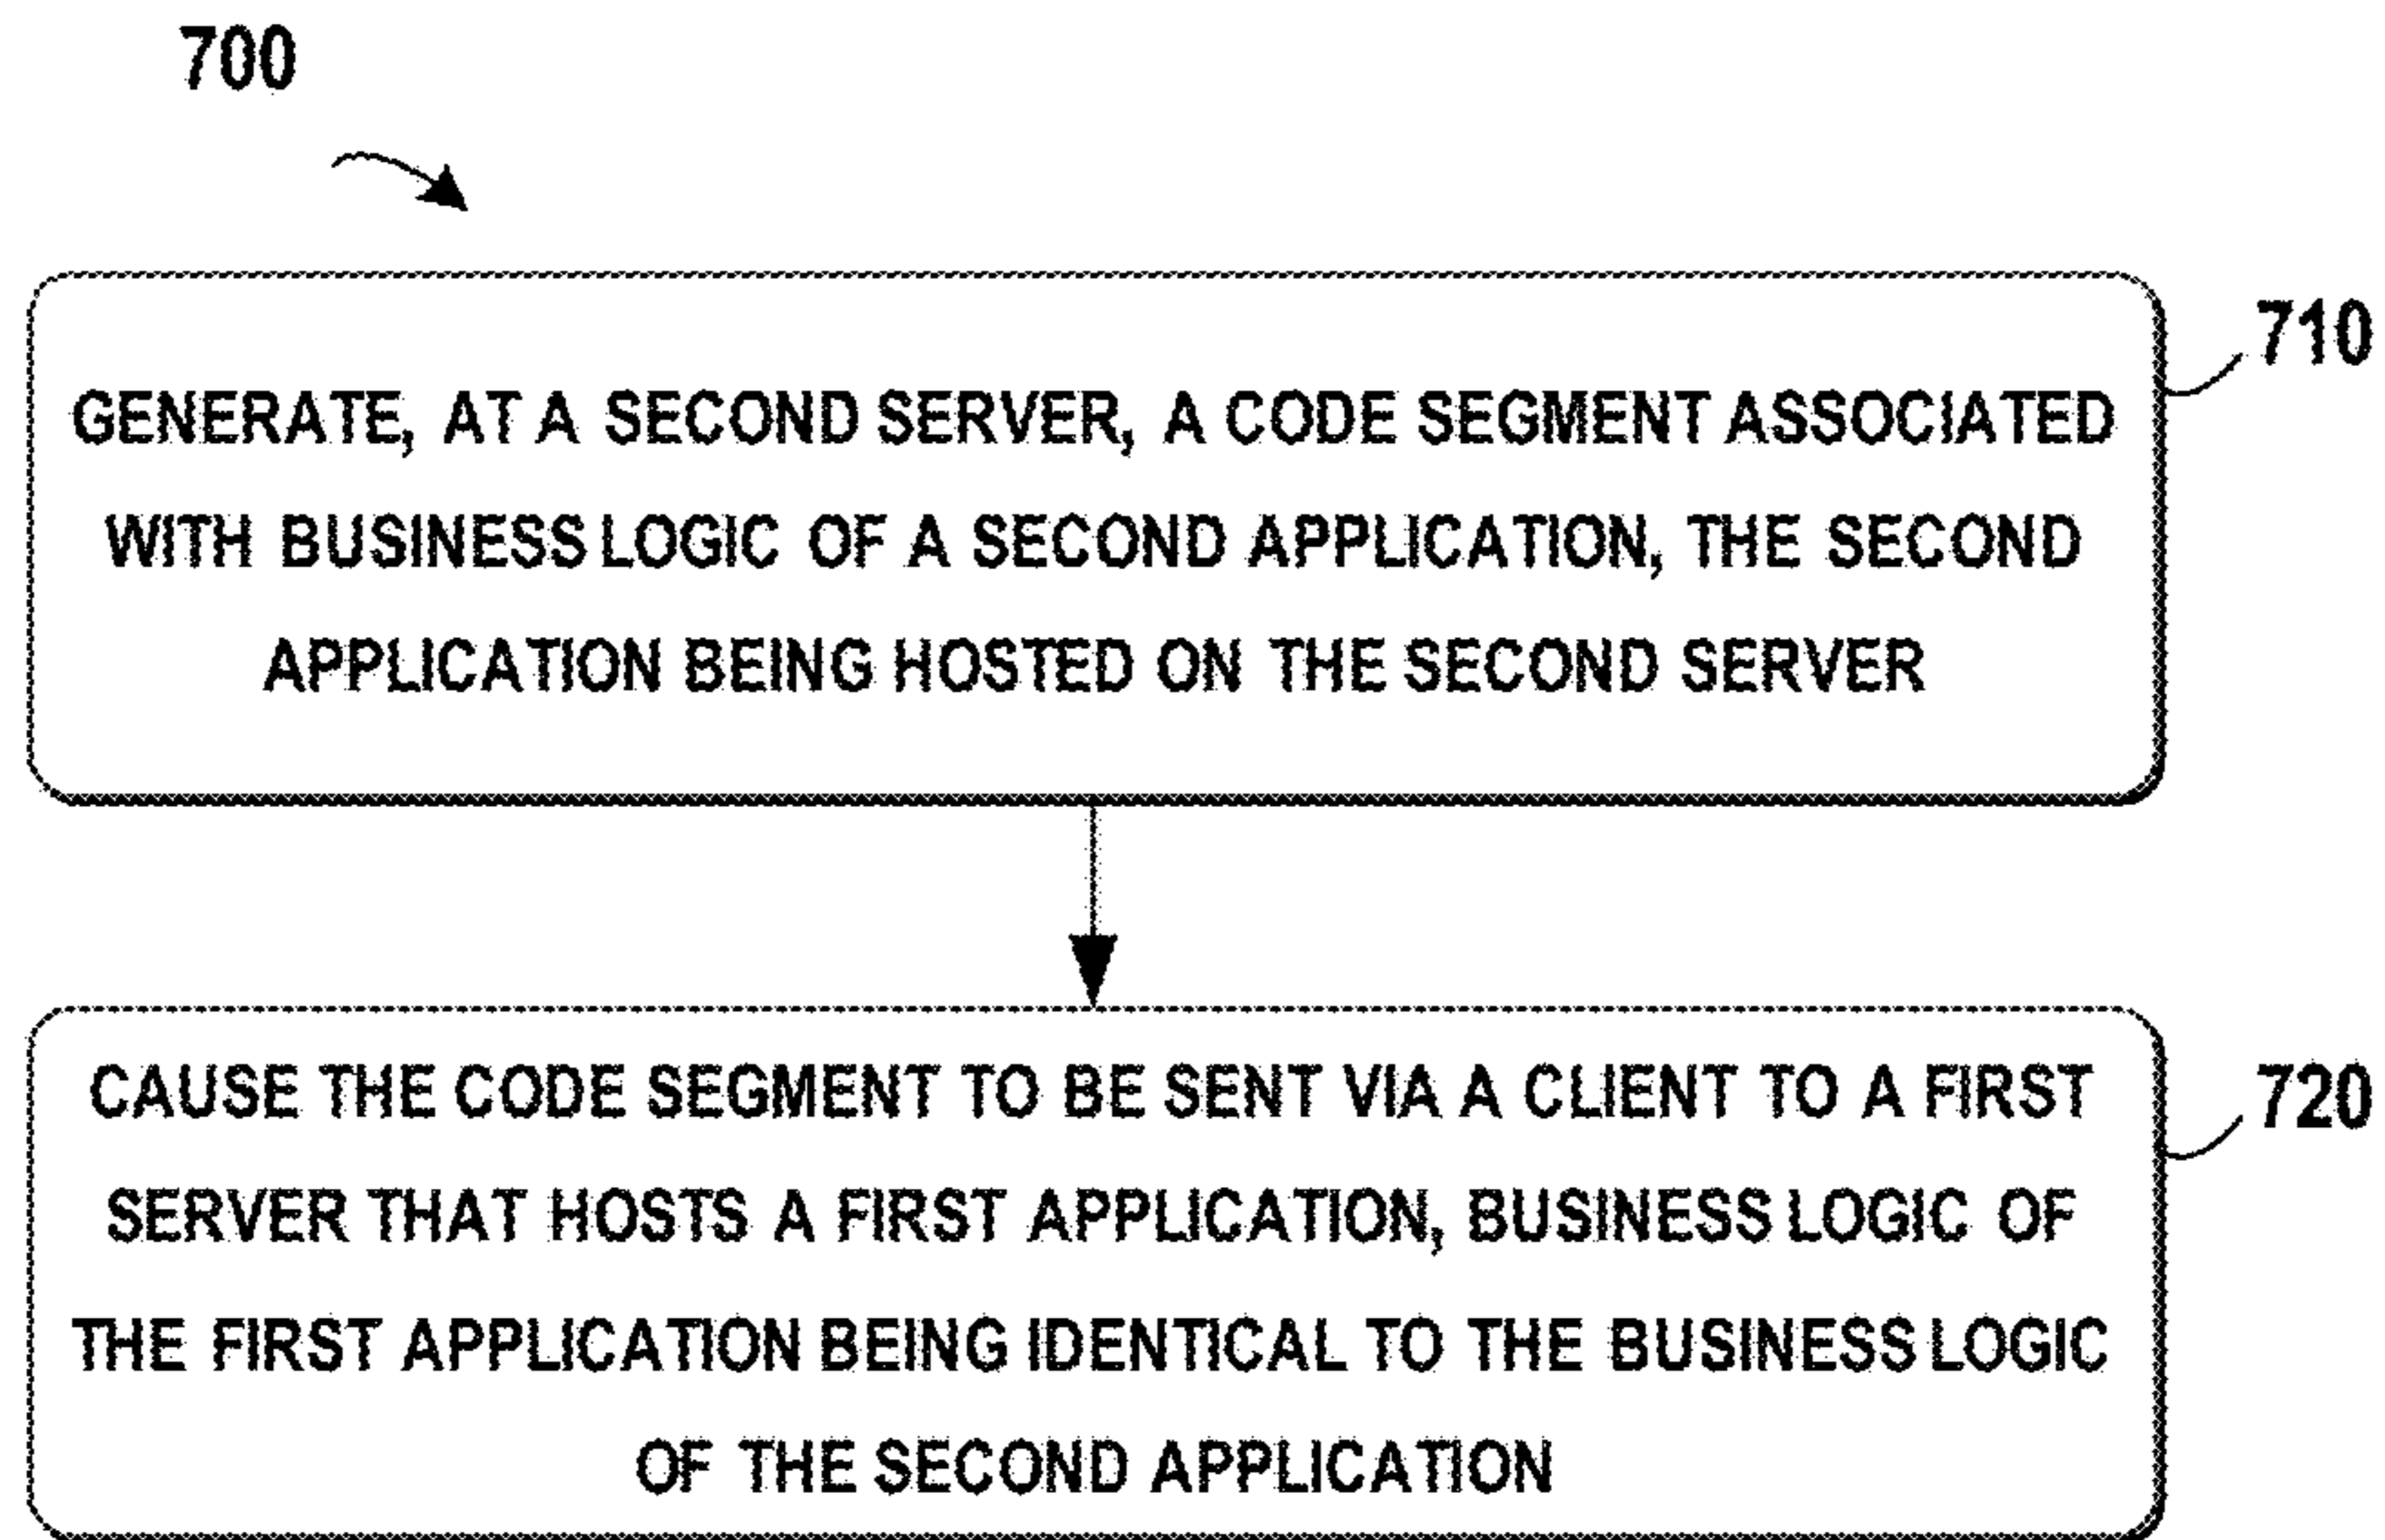 700
710
GENERATE, AT A SECOND SERVER, A CODE SEGMENT ASSOCIATED
WITH BUSINESS LOGIC OF A SECOND APPLICATION, THE SECOND
APPLICATION BEING HOSTED ON THE SECOND SERVER
720
CAUSE THE CODE SEGMENT TO BE SENT VIA A CLIENT TO A FIRST
SERVER THAT HOSTS A FIRST APPLICATION, BUSINESS LOGIC OF
THE FIRST APPLICATION BEING IDENTICAL TO THE BUSINESS LOGIC
OF THE SECOND APPLICATION